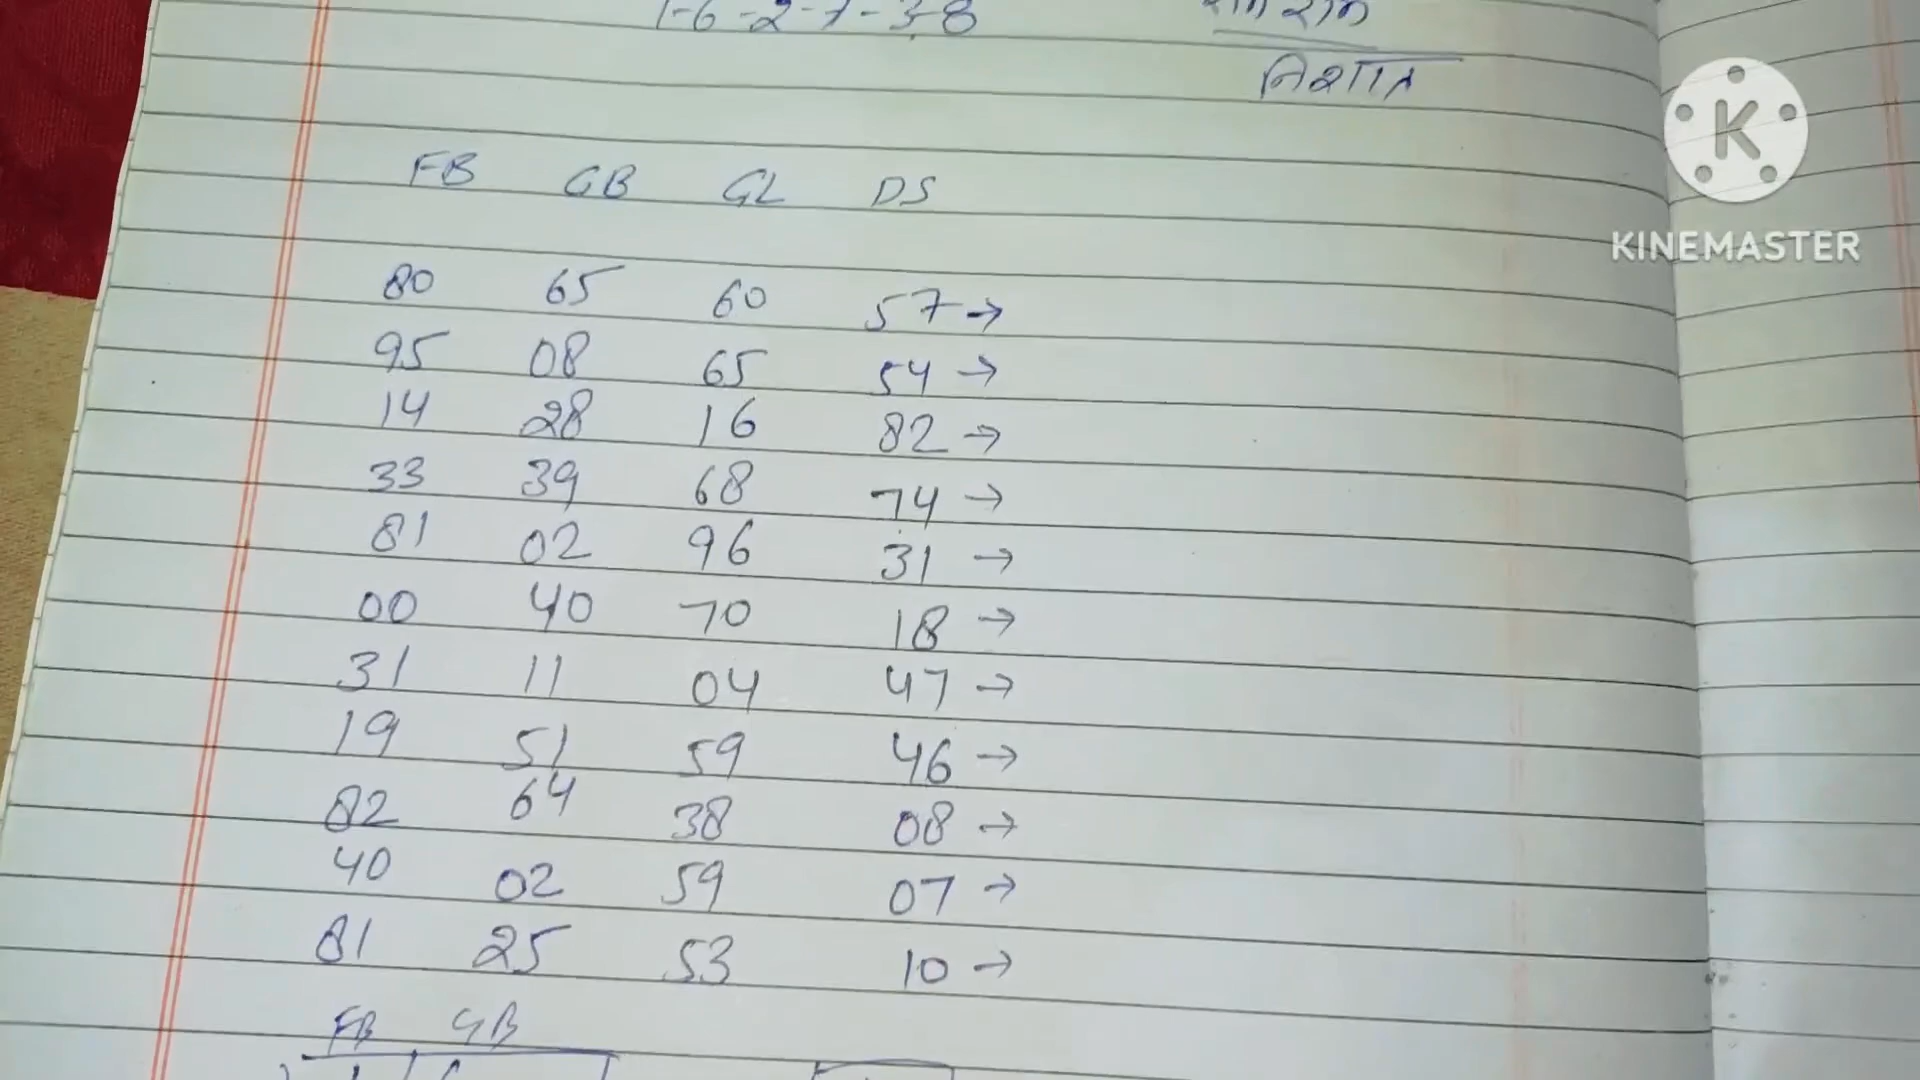 1-6-2-7-3-8 राम राम
निशान
FB GB GL DS
80 65 60 57→
95 08 65 54→
14 28 16 82→
33 39 68 74→
81 02 96 31→
00 40 70 18→
31 11 04 47→
19 51 59 46→
82 64 38 08→
40 02 59 07→
81 25 53 10→
FB GB
K
KINEMASTER